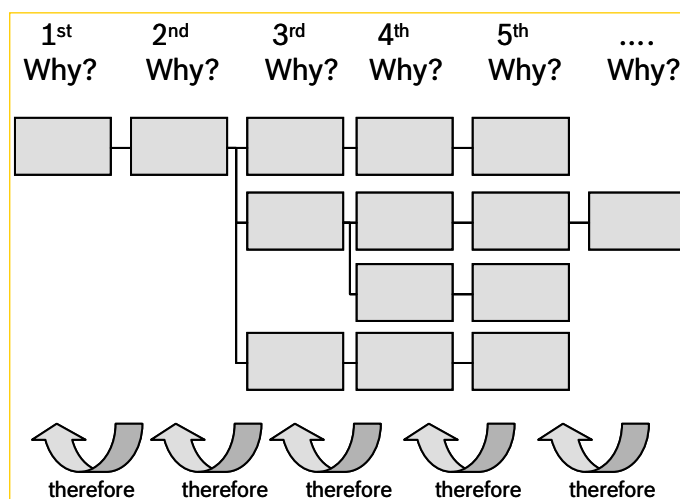 1st 2nd 3rd 4th 5th ....
Why? Why? Why? Why? Why? Why?
therefore therefore therefore therefore therefore